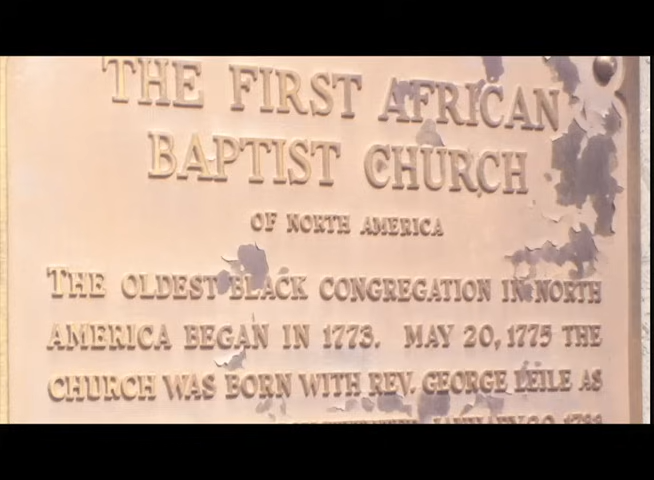 THE FIRST AFRICAN
BAPTIST CHURCH
OF NORTH AMERICA
THE OLDEST BLACK CONGREGATION IN NORTH
AMERICA BEGAN IN 1773. MAY 20, 1775 THE
CHURCH WAS BORN WITH REV. GEORGE LEILE AS